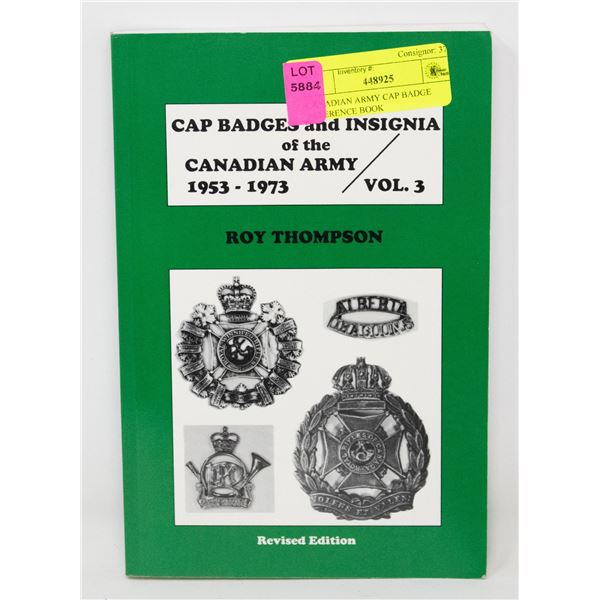 Consignor: 37
LOT
5884
Inventory #:
448925
ADIAN ARMY CAP BADGE
ERENCE BOOK
CAP BADGES and INSIGNIA
of the
CANADIAN ARMY
1953 - 1973 / VOL. 3
ROY THOMPSON
ALBERTA
DRAGOONS
Revised Edition